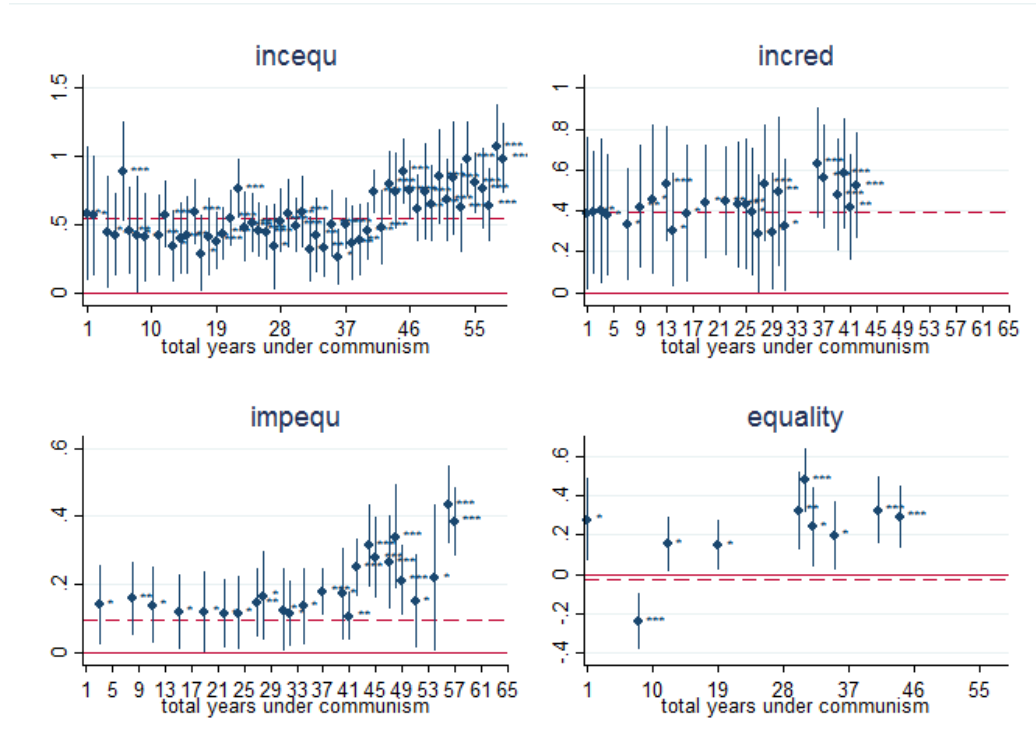 incequ
0 .5 1 1.5
1 10 19 28 37 46 55
total years under communism
incred
0 .2 .4 .6 .8 1
1 5 9 13 17 21 25 29 33 37 41 45 49 53 57 61 65
total years under communism
impequ
0 .2 .4 .6
1 5 9 13 17 21 25 29 33 37 41 45 49 53 57 61 65
total years under communism
equality
-.4 -.2 0 .2 .4 .6
1 10 19 28 37 46 55
total years under communism